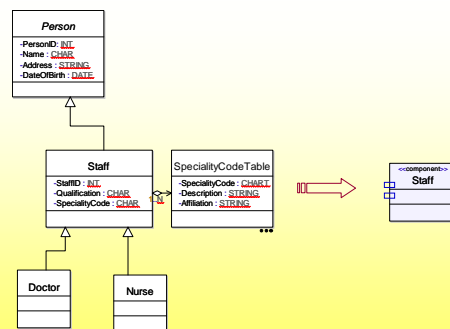 Person
-PersonID: INT
-Name : CHAR
-Address : STRING
-DateOfBirth : DATE
Staff
-StaffID : INT
-Qualification : CHAR
-SpecialityCode : CHAR
SpecialityCodeTable
-SpecialityCode : CHART
-Description : STRING
-Affiliation : STRING
<<component>>
Staff
Doctor
Nurse